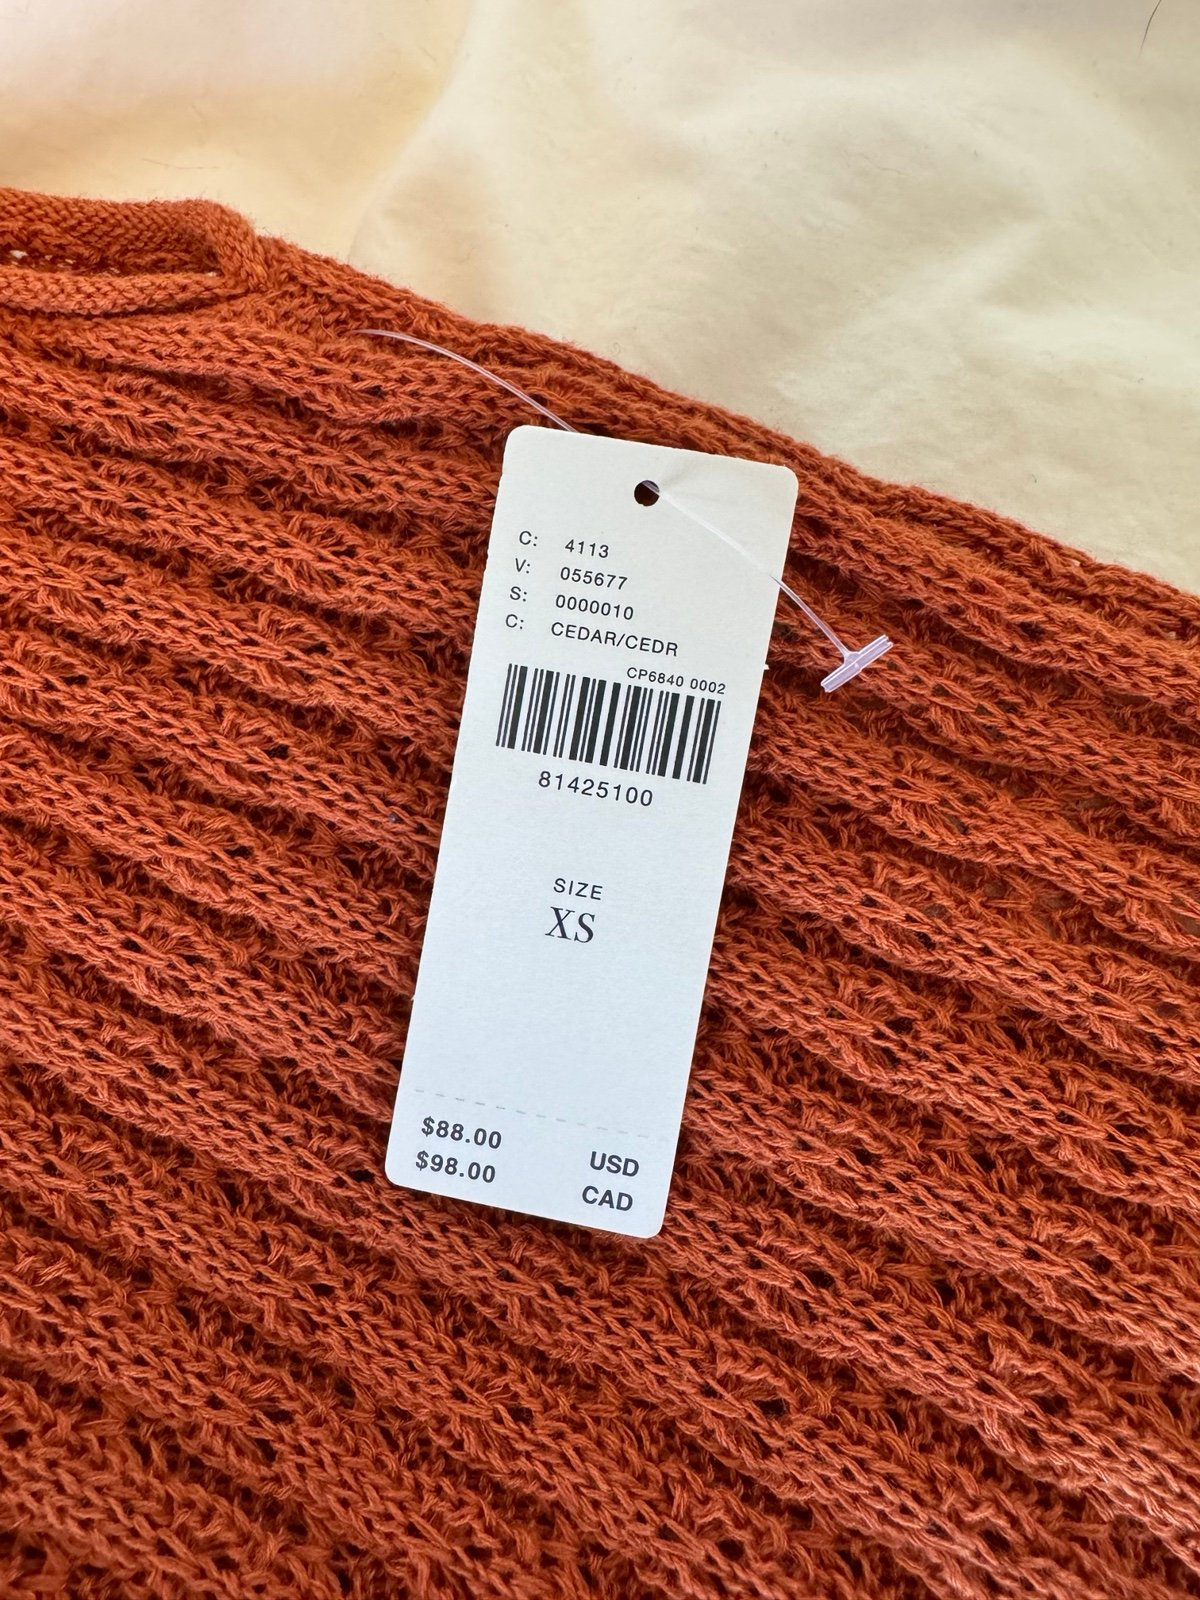 C: 4113
V: 055677
S: 0000010
C: CEDAR/CEDR
CP6840 0002
81425100
SIZE
XS
$88.00 USD
$98.00 CAD